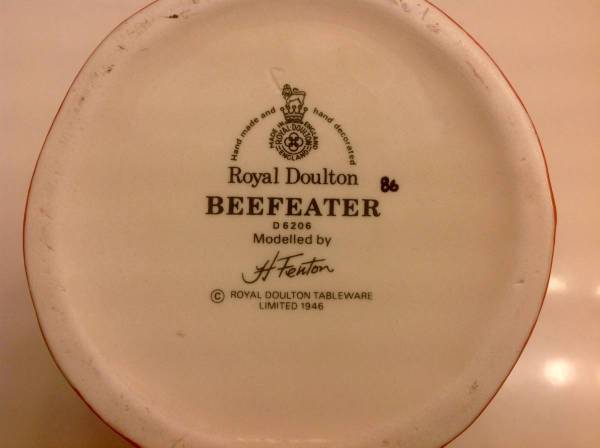 Hand made and hand decorated
MADE IN ENGLAND
ROYAL DOULTON
ENGLAND
Royal Doulton
86
BEEFEATER
D 6206
Modelled by
H Fenton
© ROYAL DOULTON TABLEWARE
LIMITED 1946